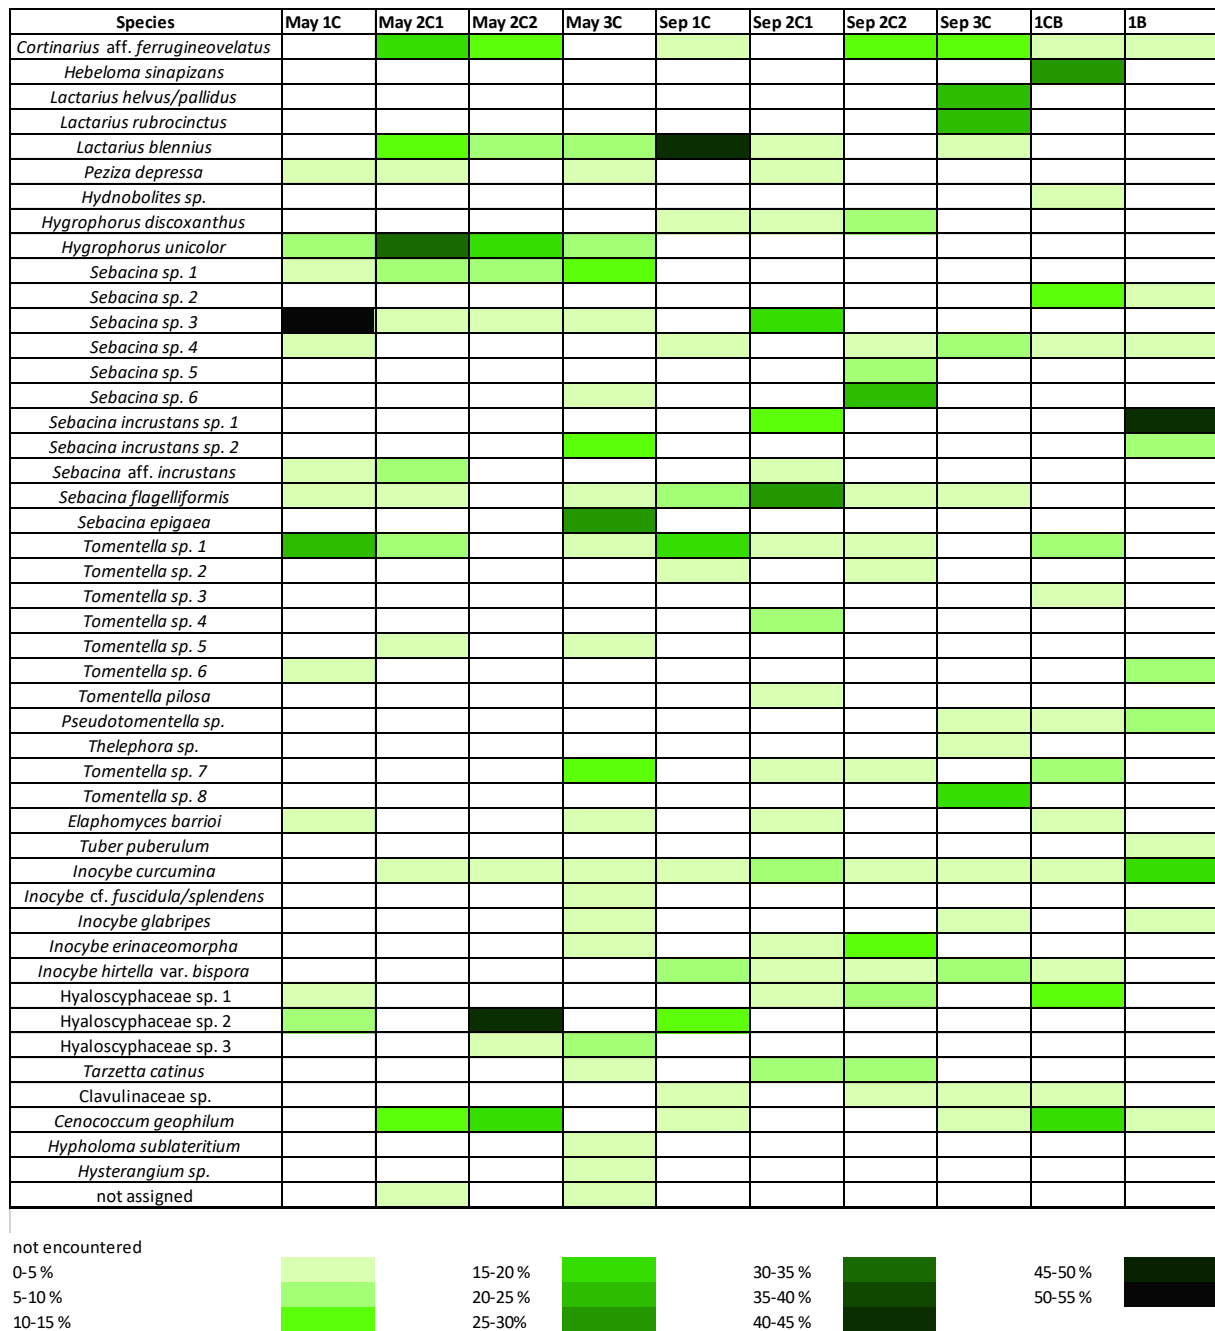 Species May 1C May 2C1 May 2C2 May 3C Sep 1C Sep 2C1 Sep 2C2 Sep 3C 1CB 1B
Cortinarius aff. ferrugineovelatus
Hebeloma sinapizans
Lactarius helvus/pallidus
Lactarius rubrocinctus
Lactarius blennius
Peziza depressa
Hydnobolites sp.
Hygrophorus discoxanthus
Hygrophorus unicolor
Sebacina sp. 1
Sebacina sp. 2
Sebacina sp. 3
Sebacina sp. 4
Sebacina sp. 5
Sebacina sp. 6
Sebacina incrustans sp. 1
Sebacina incrustans sp. 2
Sebacina aff. incrustans
Sebacina flagelliformis
Sebacina epigaea
Tomentella sp. 1
Tomentella sp. 2
Tomentella sp. 3
Tomentella sp. 4
Tomentella sp. 5
Tomentella sp. 6
Tomentella pilosa
Pseudotomentella sp.
Thelephora sp.
Tomentella sp. 7
Tomentella sp. 8
Elaphomyces barrioi
Tuber puberulum
Inocybe curcumina
Inocybe cf. fuscidula/splendens
Inocybe glabripes
Inocybe erinaceomorpha
Inocybe hirtella var. bispora
Hyaloscyphaceae sp. 1
Hyaloscyphaceae sp. 2
Hyaloscyphaceae sp. 3
Tarzetta catinus
Clavulinaceae sp.
Cenococcum geophilum
Hypholoma sublateritium
Hysterangium sp.
not assigned
not encountered
0-5 % 15-20 % 30-35 % 45-50 %
5-10 % 20-25 % 35-40 % 50-55 %
10-15 % 25-30% 40-45 %